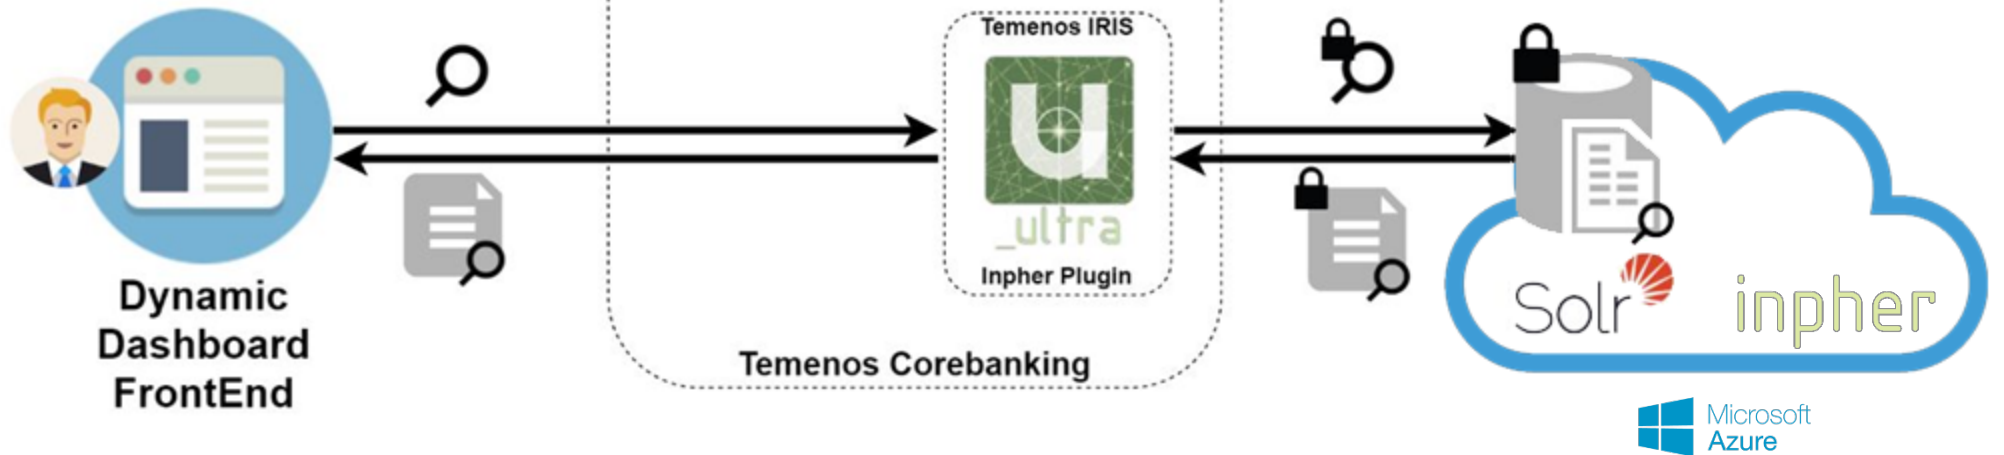 Dynamic
Dashboard
FrontEnd
Temenos IRIS
u
_ultra
Inpher Plugin
Temenos Corebanking
Solr
inpher
Microsoft
Azure